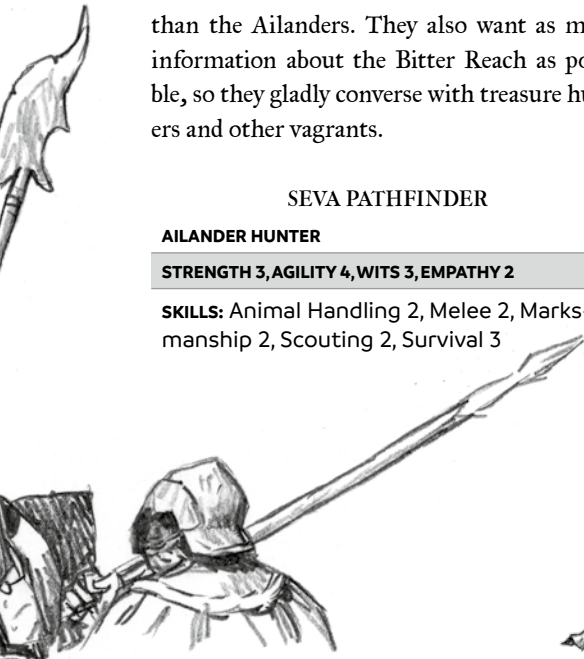 than the Ailanders. They also want as m
information about the Bitter Reach as po
ble, so they gladly converse with treasure hu
ers and other vagrants.
SEVA PATHFINDER
AILANDER HUNTER
STRENGTH 3, AGILITY 4, WITS 3, EMPATHY 2
SKILLS: Animal Handling 2, Melee 2, Marks-
manship 2, Scouting 2, Survival 3